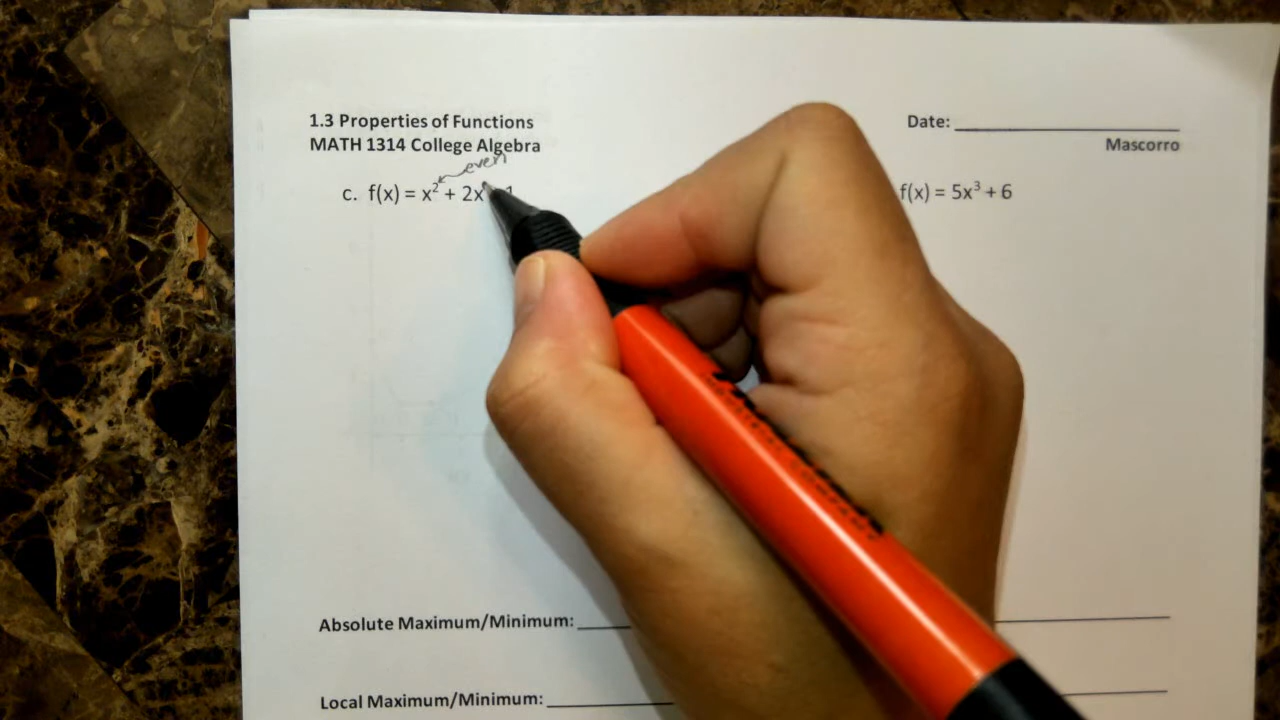 1.3 Properties of Functions
Date:
MATH 1314 College Algebra
Mascorro
even
c. f(x) = x² + 2x
f(x) = 5x³ + 6
Absolute Maximum/Minimum:
Local Maximum/Minimum: